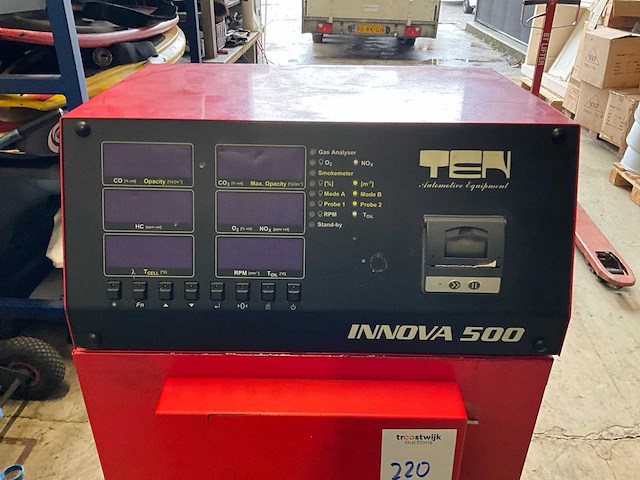 TEN
Automotive Equipment
Gas Analyser
O₂ NOx
Smokemeter
[%] [m⁻¹]
Mode A Mode B
Probe 1 Probe 2
RPM T OIL
Stand-by
CO [% vol] Opacity [%/m⁻¹]
CO₂ [% vol] Max. Opacity [%/m⁻¹]
HC [ppm vol]
O₂ [% vol] NOx [ppm vol]
λ T CELL [°C]
RPM [min⁻¹] T OIL [°C]
Fn
›0‹
INNOVA 500
troostwijk
auctions
220